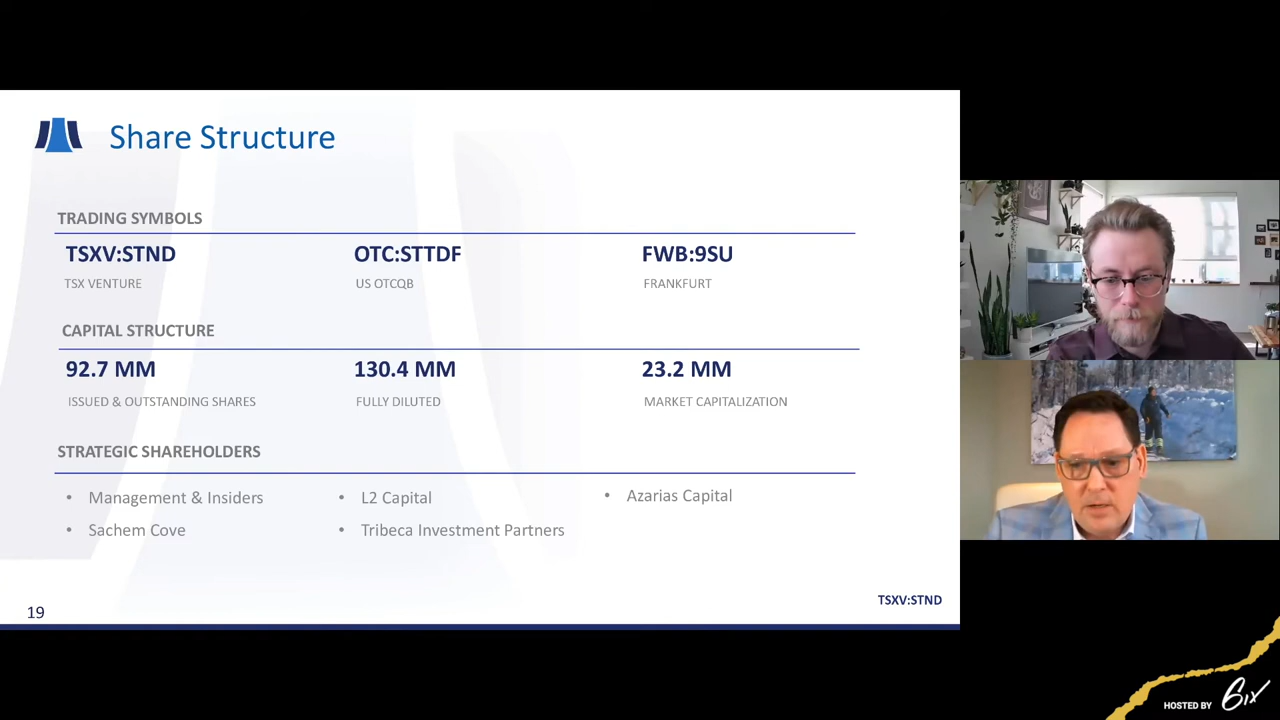 Share Structure
TRADING SYMBOLS
TSXV:STND
OTC:STTDF
FWB:9SU
TSX VENTURE
US OTCQB
FRANKFURT
CAPITAL STRUCTURE
92.7 MM
130.4 MM
23.2 MM
ISSUED & OUTSTANDING SHARES
FULLY DILUTED
MARKET CAPITALIZATION
STRATEGIC SHAREHOLDERS
• Management & Insiders
• L2 Capital
• Azarias Capital
• Sachem Cove
• Tribeca Investment Partners
TSXV:STND
19
HOSTED BY 6ix